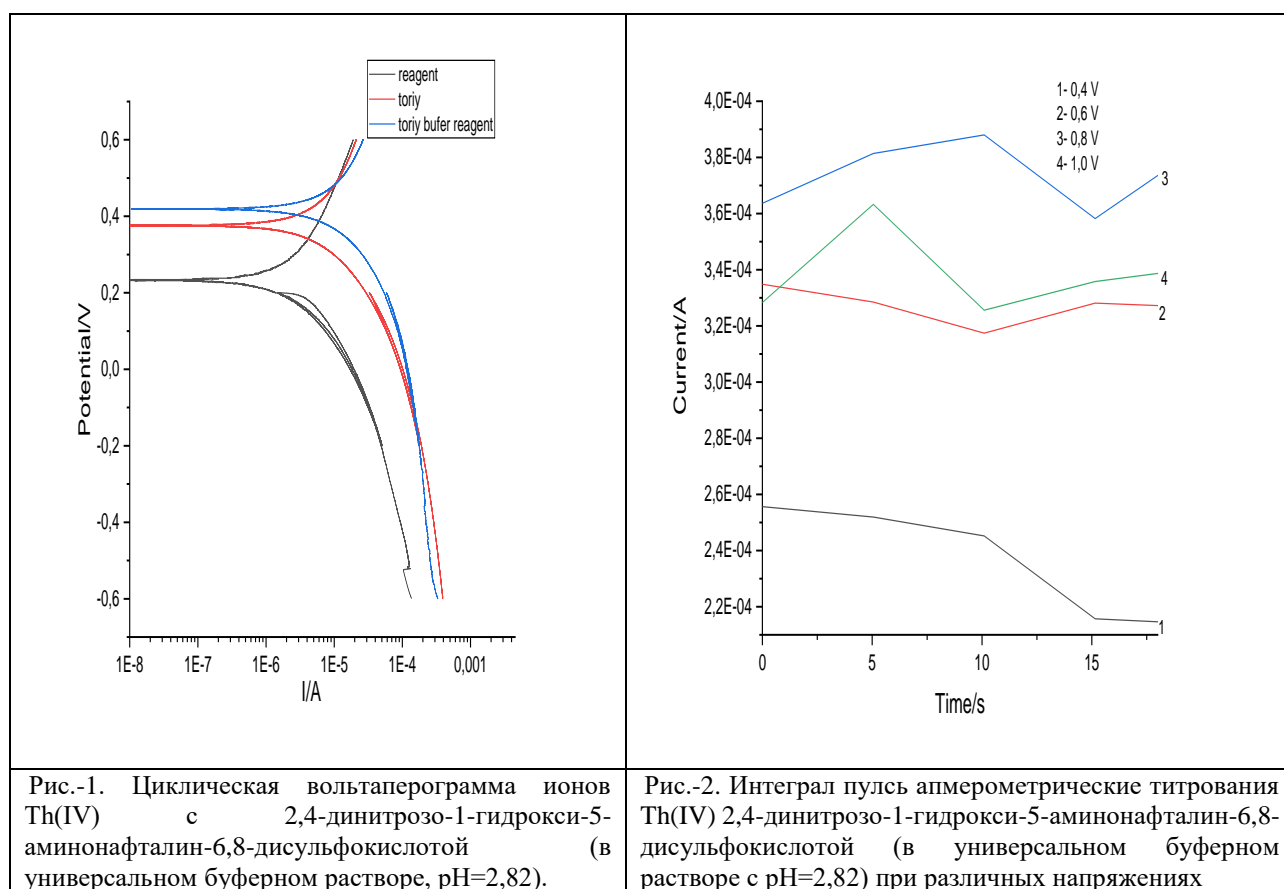 reagent
toriy
toriy bufer reagent
0,6
0,4
0,2
0,0
-0,2
-0,4
-0,6
Potential/V
1E-8
1E-7
1E-6
1E-5
1E-4
0,001
I/A
1- 0,4 V
2- 0,6 V
3- 0,8 V
4- 1,0 V
4,0E-04
3,8E-04
3,6E-04
3,4E-04
3,2E-04
3,0E-04
2,8E-04
2,6E-04
2,4E-04
2,2E-04
Current/A
3
4
2
1
0
5
10
15
Time/s
Рис.-1. Циклическая вольтаперограмма ионов
Th(IV) с 2,4-динитрозо-1-гидрокси-5-
аминонафталин-6,8-дисульфокислотой (в
универсальном буферном растворе, pH=2,82).
Рис.-2. Интеграл пулсь апмерометрические титрования
Th(IV) 2,4-динитрозо-1-гидрокси-5-аминонафталин-6,8-
дисульфокислотой (в универсальном буферном
растворе с pH=2,82) при различных напряжениях